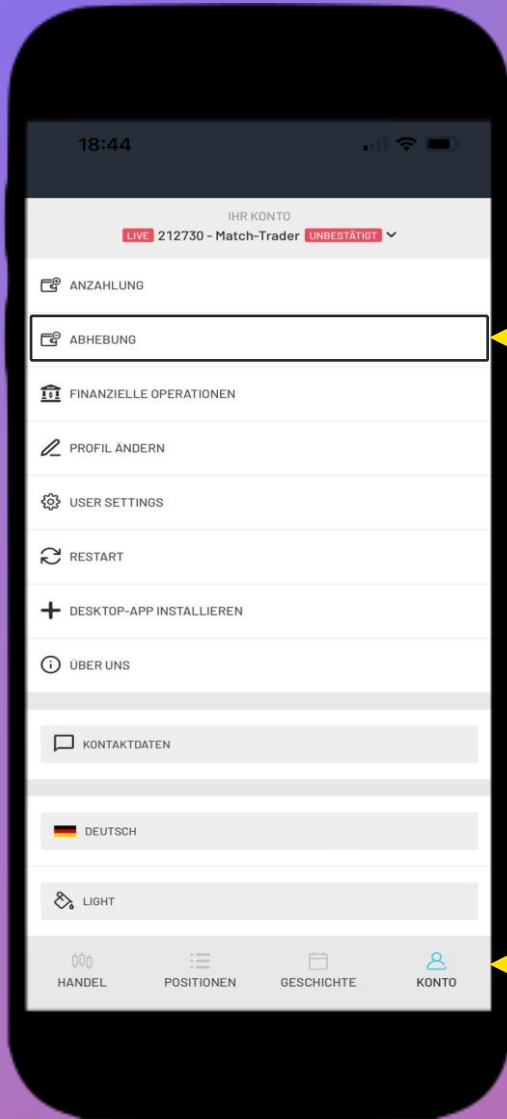 18:44
IHR KONTO
LIVE 212730 - Match-Trader UNBESTÄTIGT
ANZAHLUNG
ABHEBUNG
FINANZIELLE OPERATIONEN
PROFIL ÄNDERN
USER SETTINGS
RESTART
DESKTOP-APP INSTALLIEREN
ÜBER UNS
KONTAKTDATEN
DEUTSCH
LIGHT
HANDEL POSITIONEN GESCHICHTE KONTO